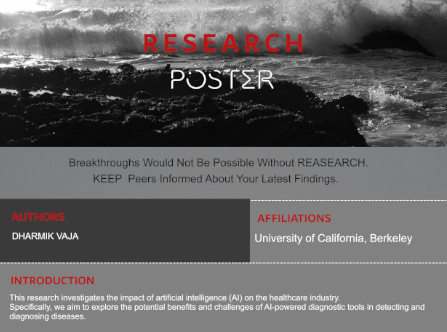 RESEARCH
POSTER
Breakthroughs Would Not Be Possible Without REASEARCH.
KEEP Peers Informed About Your Latest Findings.
AUTHORS
DHARMIK VAJA
AFFILIATIONS
University of California, Berkeley
INTRODUCTION
This research investigates the impact of artificial intelligence (AI) on the healthcare industry.
Specifically, we aim to explore the potential benefits and challenges of AI-powered diagnostic tools in detecting and
diagnosing diseases.